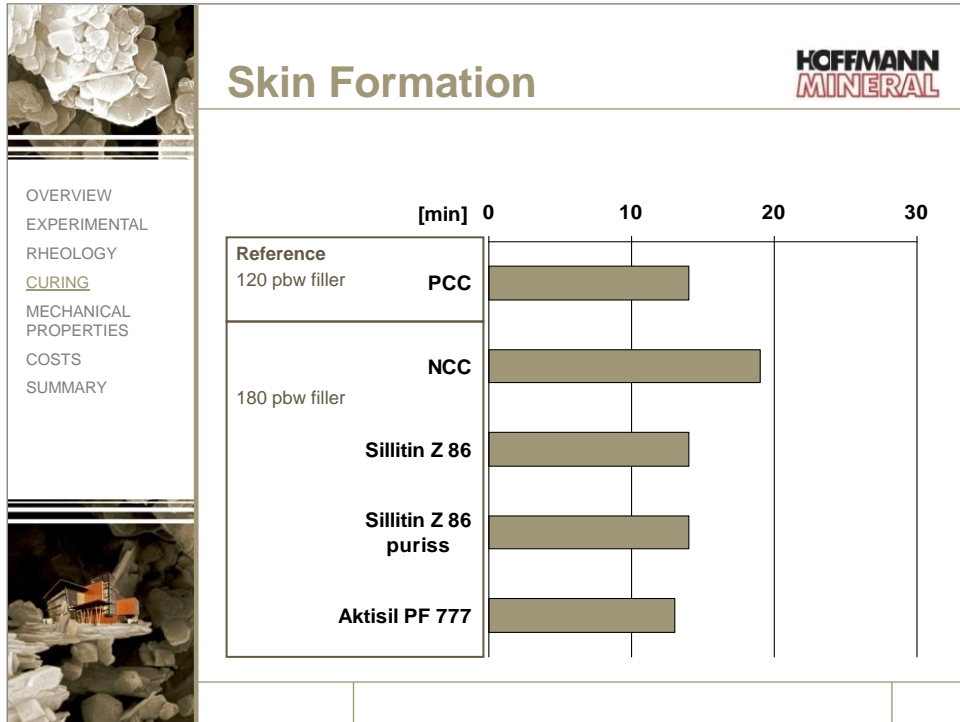 Skin Formation
HOFFMANN
MINERAL
OVERVIEW
EXPERIMENTAL
RHEOLOGY
CURING
MECHANICAL
PROPERTIES
COSTS
SUMMARY
[min] 0 10 20 30
Reference
120 pbw filler PCC
NCC
180 pbw filler
Sillitin Z 86
Sillitin Z 86
puriss
Aktisil PF 777